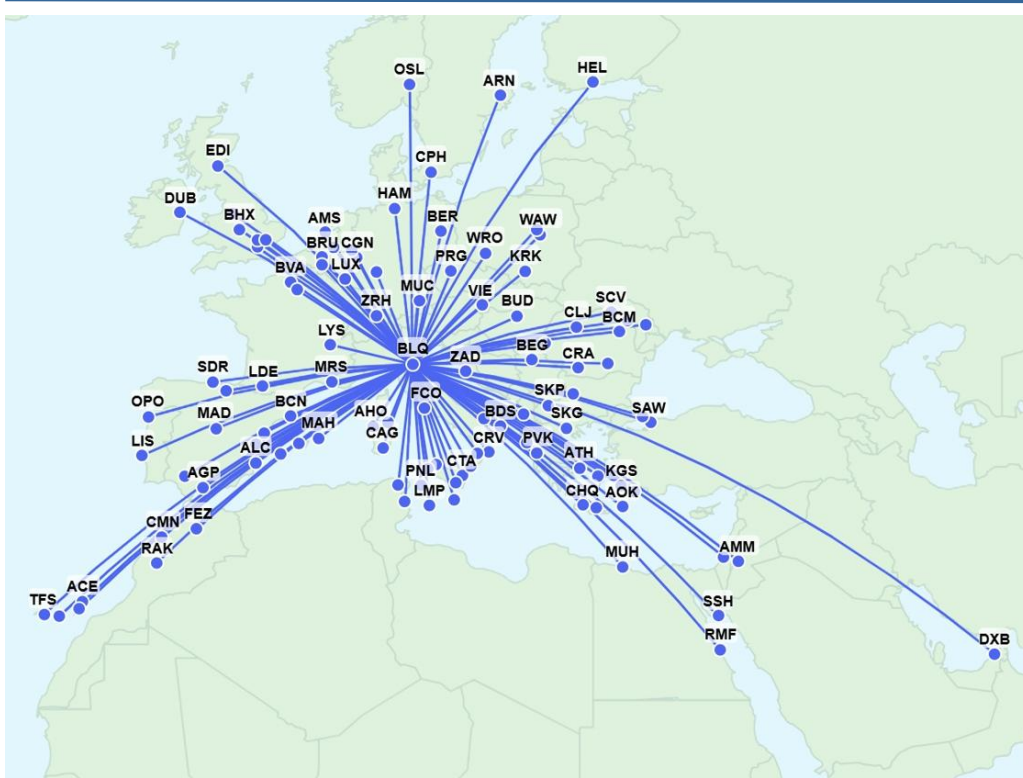 OSL
ARN
HEL
EDI
CPH
DUB
HAM
BHX
AMS
BER
WAW
BRU
CGN
WRO
PRG
KRK
BVA
LUX
MUC
VIE
ZRH
BUD
SCV
CLJ
BCM
LYS
BLQ
BEG
ZAD
CRA
SDR
LDE
MRS
FCO
SKP
OPO
MAD
BCN
AHO
BDS
SKG
SAW
MAH
CAG
LIS
ALC
CRV
PVK
ATH
AGP
PNL
CTA
KGS
LMP
CHQ
AOK
CMN
FEZ
RAK
MUH
AMM
TFS
ACE
SSH
RMF
DXB